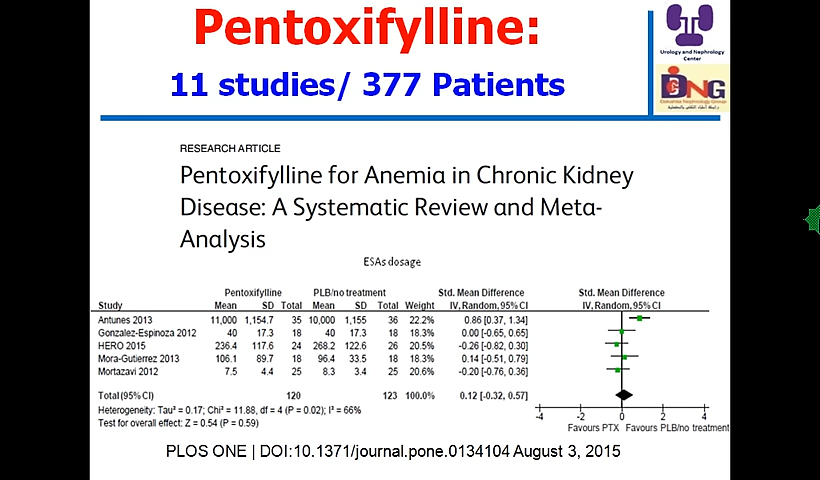 Pentoxifylline:
11 studies/ 377 Patients
Urology and Nephrology
Center
DNG
RESEARCH ARTICLE
Pentoxifylline for Anemia in Chronic Kidney
Disease: A Systematic Review and Meta-
Analysis
ESAs dosage
Pentoxifylline PLB/no treatment Std. Mean Difference Std. Mean Difference
Study Mean SD Total Mean SD Total Weight IV, Random, 95% CI IV, Random, 95% CI
Antunes 2013 11,000 1,154.7 35 10,000 1,155 36 22.2% 0.86 [0.37, 1.34]
Gonzalez-Espinoza 2012 40 17.3 18 40 17.3 18 18.3% 0.00 [-0.65, 0.65]
HERO 2015 236.4 117.6 24 268.2 122.6 26 20.3% -0.26 [-0.82, 0.30]
Mora-Gutierrez 2013 106.1 89.7 18 96.4 33.5 18 18.3% 0.14 [-0.51, 0.79]
Mortazavi 2012 7.5 4.4 25 8.3 3.4 25 20.6% -0.20 [-0.76, 0.36]
Total (95% CI) 120 123 100.0% 0.12 [-0.32, 0.57]
Heterogeneity: Tau² = 0.17; Chi² = 11.88, df = 4 (P = 0.02); I² = 66%
Test for overall effect: Z = 0.54 (P = 0.59)
-4 -2 0 2 4
Favours PTX Favours PLB/no treatment
PLOS ONE | DOI:10.1371/journal.pone.0134104 August 3, 2015